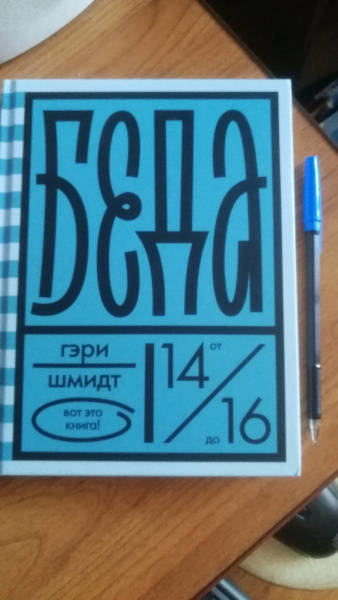 БЕДА
гэри
шмидт
вот это
книга!
от
14
до 16